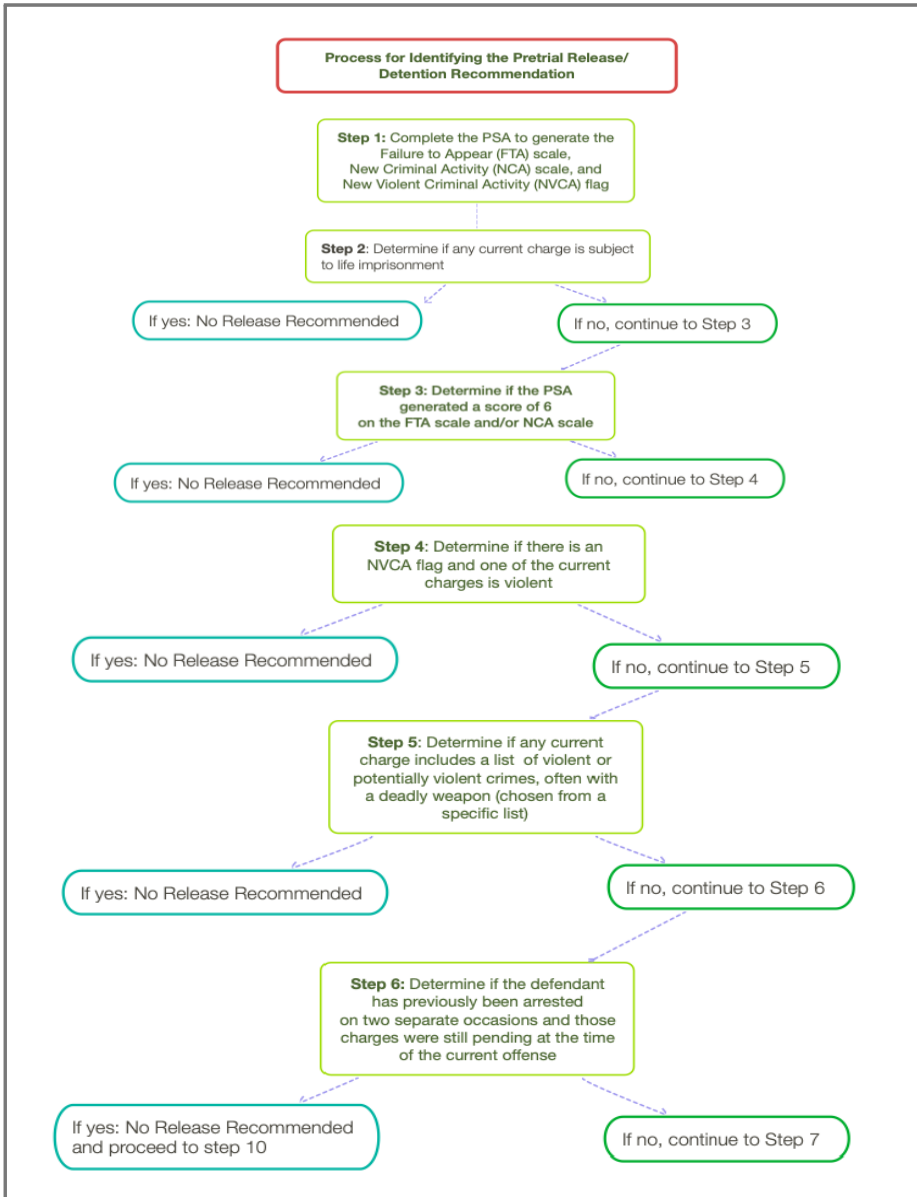 Process for Identifying the Pretrial Release/
Detention Recommendation
Step 1: Complete the PSA to generate the
Failure to Appear (FTA) scale,
New Criminal Activity (NCA) scale, and
New Violent Criminal Activity (NVCA) flag
Step 2: Determine if any current charge is subject
to life imprisonment
If yes: No Release Recommended
If no, continue to Step 3
Step 3: Determine if the PSA
generated a score of 6
on the FTA scale and/or NCA scale
If yes: No Release Recommended
If no, continue to Step 4
Step 4: Determine if there is an
NVCA flag and one of the current
charges is violent
If yes: No Release Recommended
If no, continue to Step 5
Step 5: Determine if any current
charge includes a list of violent or
potentially violent crimes, often with
a deadly weapon (chosen from a
specific list)
If yes: No Release Recommended
If no, continue to Step 6
Step 6: Determine if the defendant
has previously been arrested
on two separate occasions and those
charges were still pending at the time
of the current offense
If yes: No Release Recommended
and proceed to step 10
If no, continue to Step 7